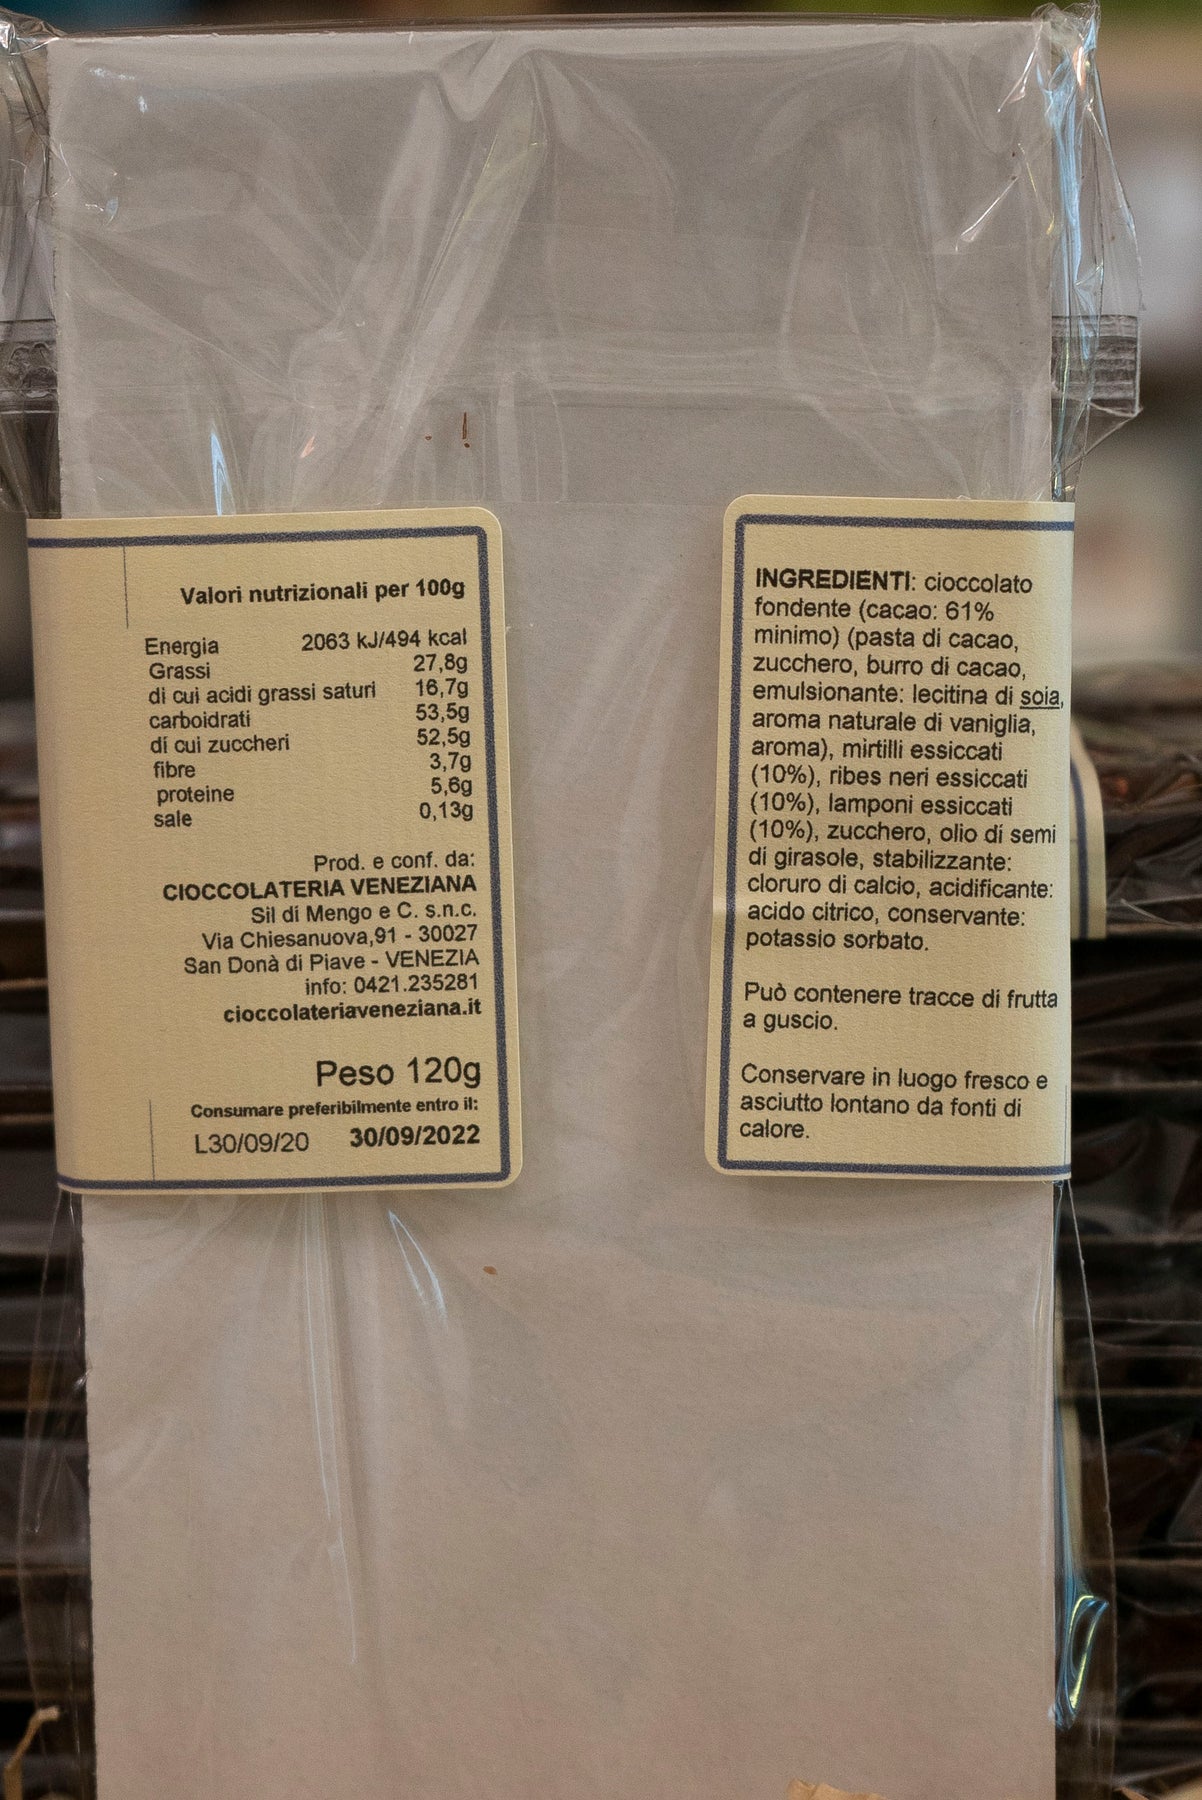 Valori nutrizionali per 100g
Energia 2063 kJ/494 kcal
Grassi 27,8g
di cui acidi grassi saturi 16,7g
carboidrati 53,5g
di cui zuccheri 52,5g
fibre 3,7g
proteine 5,6g
sale 0,13g
Prod. e conf. da:
CIOCCOLATERIA VENEZIANA
Sil di Mengo e C. s.n.c.
Via Chiesanuova,91 - 30027
San Donà di Piave - VENEZIA
info: 0421.235281
cioccolateriaveneziana.it
Peso 120g
Consumare preferibilmente entro il:
L30/09/20 30/09/2022
INGREDIENTI: cioccolato
fondente (cacao: 61%
minimo) (pasta di cacao,
zucchero, burro di cacao,
emulsionante: lecitina di soia,
aroma naturale di vaniglia,
aroma), mirtilli essiccati
(10%), ribes neri essiccati
(10%), lamponi essiccati
(10%), zucchero, olio di semi
di girasole, stabilizzante:
cloruro di calcio, acidificante:
acido citrico, conservante:
potassio sorbato.
Può contenere tracce di frutta
a guscio.
Conservare in luogo fresco e
asciutto lontano da fonti di
calore.